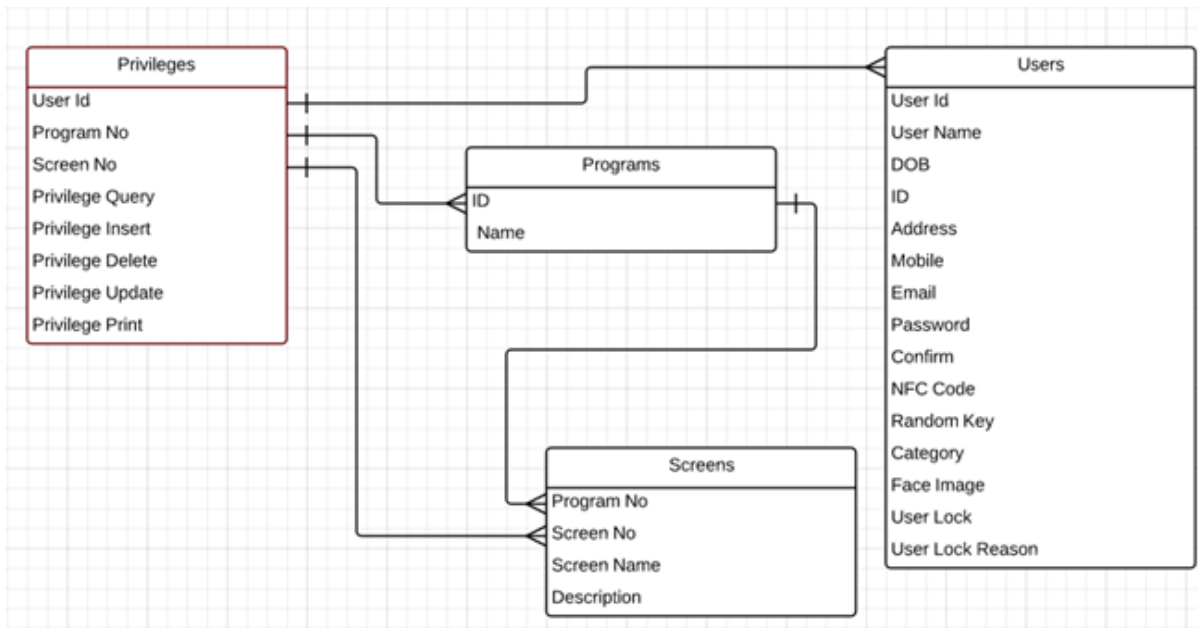 Privileges
User Id
Program No
Screen No
Privilege Query
Privilege Insert
Privilege Delete
Privilege Update
Privilege Print
Programs
ID
Name
Screens
Program No
Screen No
Screen Name
Description
Users
User Id
User Name
DOB
ID
Address
Mobile
Email
Password
Confirm
NFC Code
Random Key
Category
Face Image
User Lock
User Lock Reason